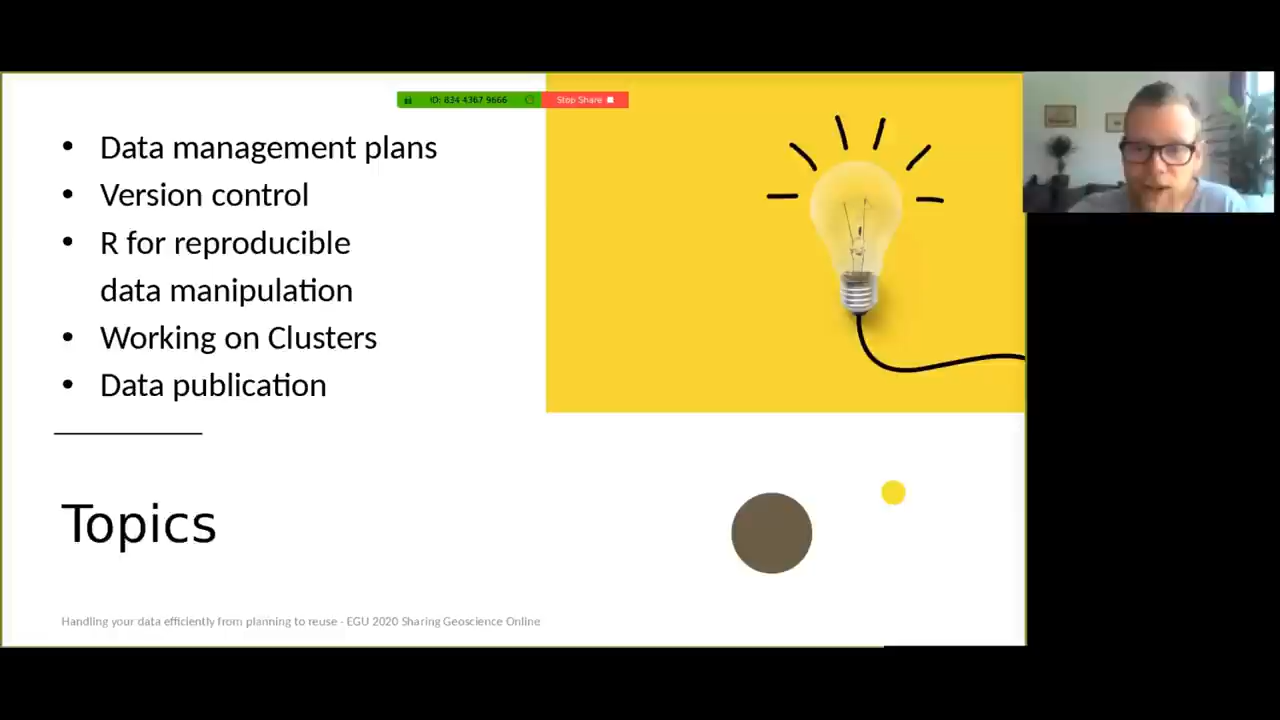 ID: 834 4367 9666
Stop Share
• Data management plans
• Version control
• R for reproducible
data manipulation
• Working on Clusters
• Data publication
Topics
Handling your data efficiently from planning to reuse - EGU 2020 Sharing Geoscience Online